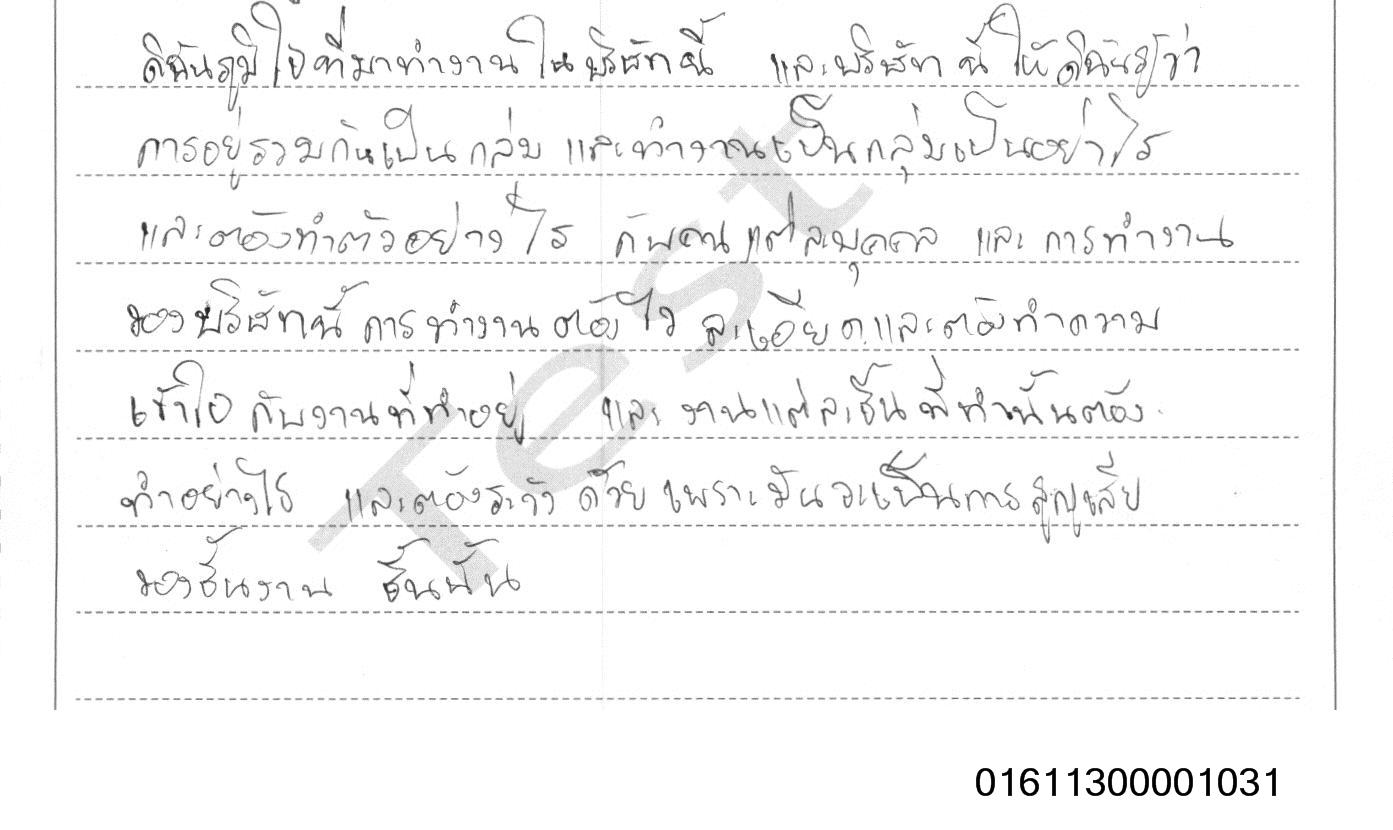 ดิฉันภูมิใจที่มาทำงานในบริษัทนี้ และบริษัทนี้ให้ดิฉันรู้ว่า
การอยู่รวมกันเป็นกลุ่ม และทำงานเป็นกลุ่มเป็นอย่าไร
และต้องทำตัวอย่างไร กับคนแต่ละบุคคล และการทำงาน
ของบริษัทนี้ การทำงานต้องไว ละเอียด และต้องทำความ
เข้าใจ กับงานที่ทำอยู่ และ งานแต่ละชิ้นที่ทำนั้นต้อง
ทำอย่างไร และต้องระวังด้วย เพราะมันจะเป็นการสูญเสีย
ของชิ้นงาน ชิ้นนั้น
Test
01611300001031